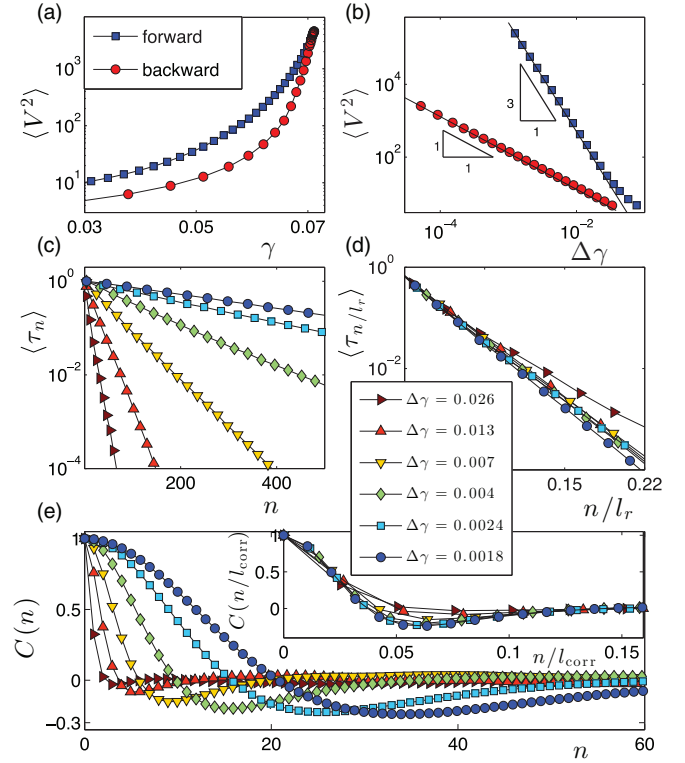 (a)
forward
backward
⟨V²⟩
10³
10²
10¹
0.03
0.05
0.07
γ
(b)
⟨V²⟩
10⁴
10²
3
1
1
1
10⁻⁴
10⁻²
Δγ
(c)
⟨τₙ⟩
10⁰
10⁻²
10⁻⁴
200
400
n
(d)
⟨τ_{n/l_r}⟩
10⁰
10⁻²
0.15
0.22
n/l_r
Δγ = 0.026
Δγ = 0.013
Δγ = 0.007
Δγ = 0.004
Δγ = 0.0024
Δγ = 0.0018
(e)
C(n)
1
0.5
0
−0.3
0
20
40
60
n
C(n/l_corr)
1
0.5
0
0
0.05
0.1
0.15
n/l_corr